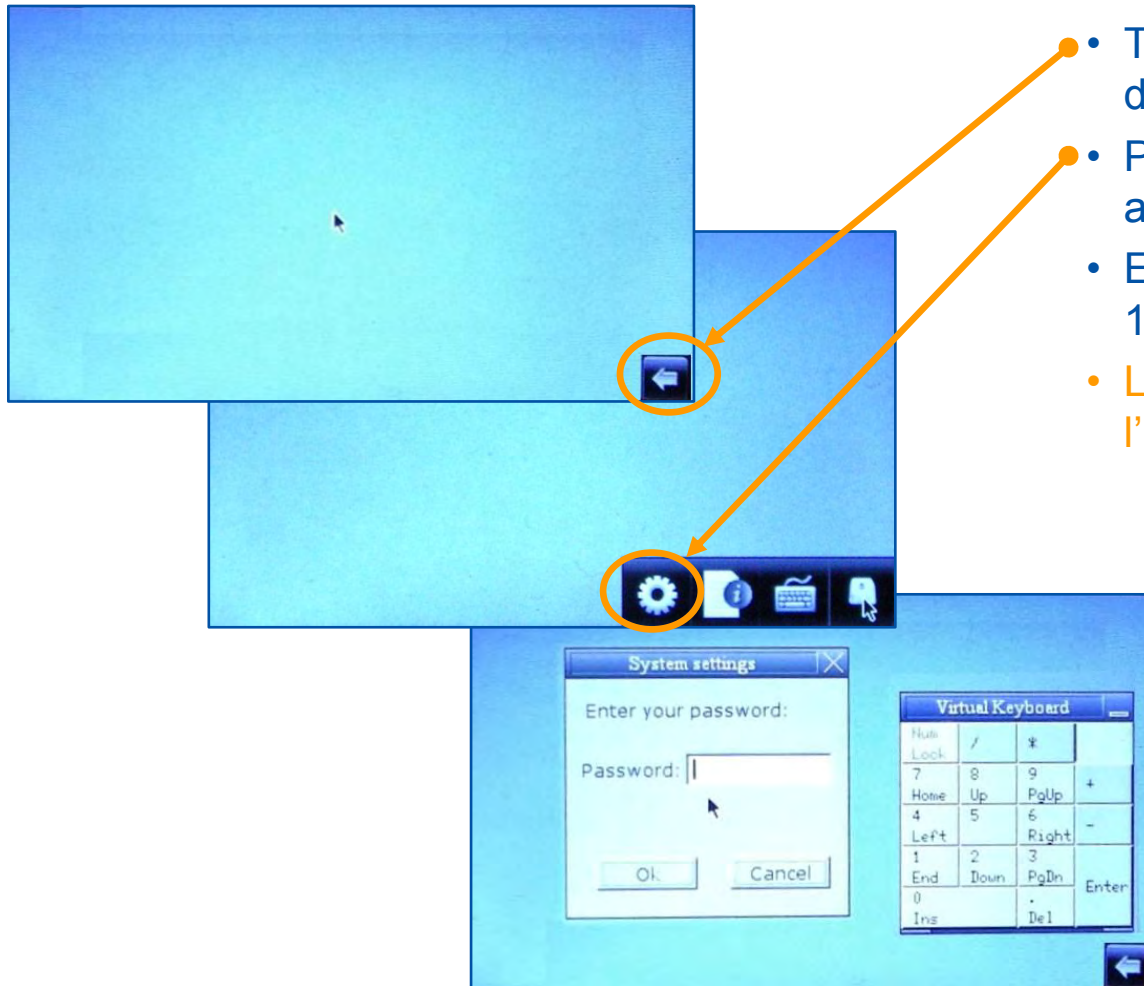 • T
d
• P
a
• E
1
• L
l’
System settings
Enter your password:
Password:
Ok
Cancel
Virtual Keyboard
Num Lock
/
*
7 Home
8 Up
9 PgUp
+
4 Left
5
6 Right
-
1 End
2 Down
3 PgDn
Enter
0 Ins
. Del